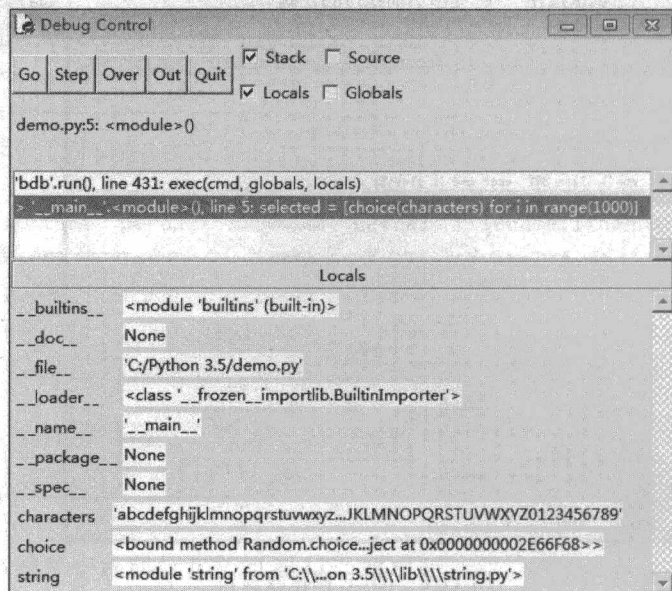 Debug Control
Go Step Over Out Quit Stack Source
Locals Globals
demo.py:5: <module>()
'bdb'.run(), line 431: exec(cmd, globals, locals)
> '__main__'.<module>(), line 5: selected = [choice(characters) for i in range(1000)]
Locals
__builtins__ <module 'builtins' (built-in)>
__doc__ None
__file__ 'C:/Python 3.5/demo.py'
__loader__ <class '__frozen__importlib.BuiltinImporter'>
__name__ '__main__'
__package__ None
__spec__ None
characters 'abcdefghijklmnopqrstuvwxyz...JKLMNOPQRSTUVWXYZ0123456789'
choice <bound method Random.choice...ject at 0x0000000002E66F68>>
string <module 'string' from 'C:\\...on 3.5\\\\lib\\\\string.py'>